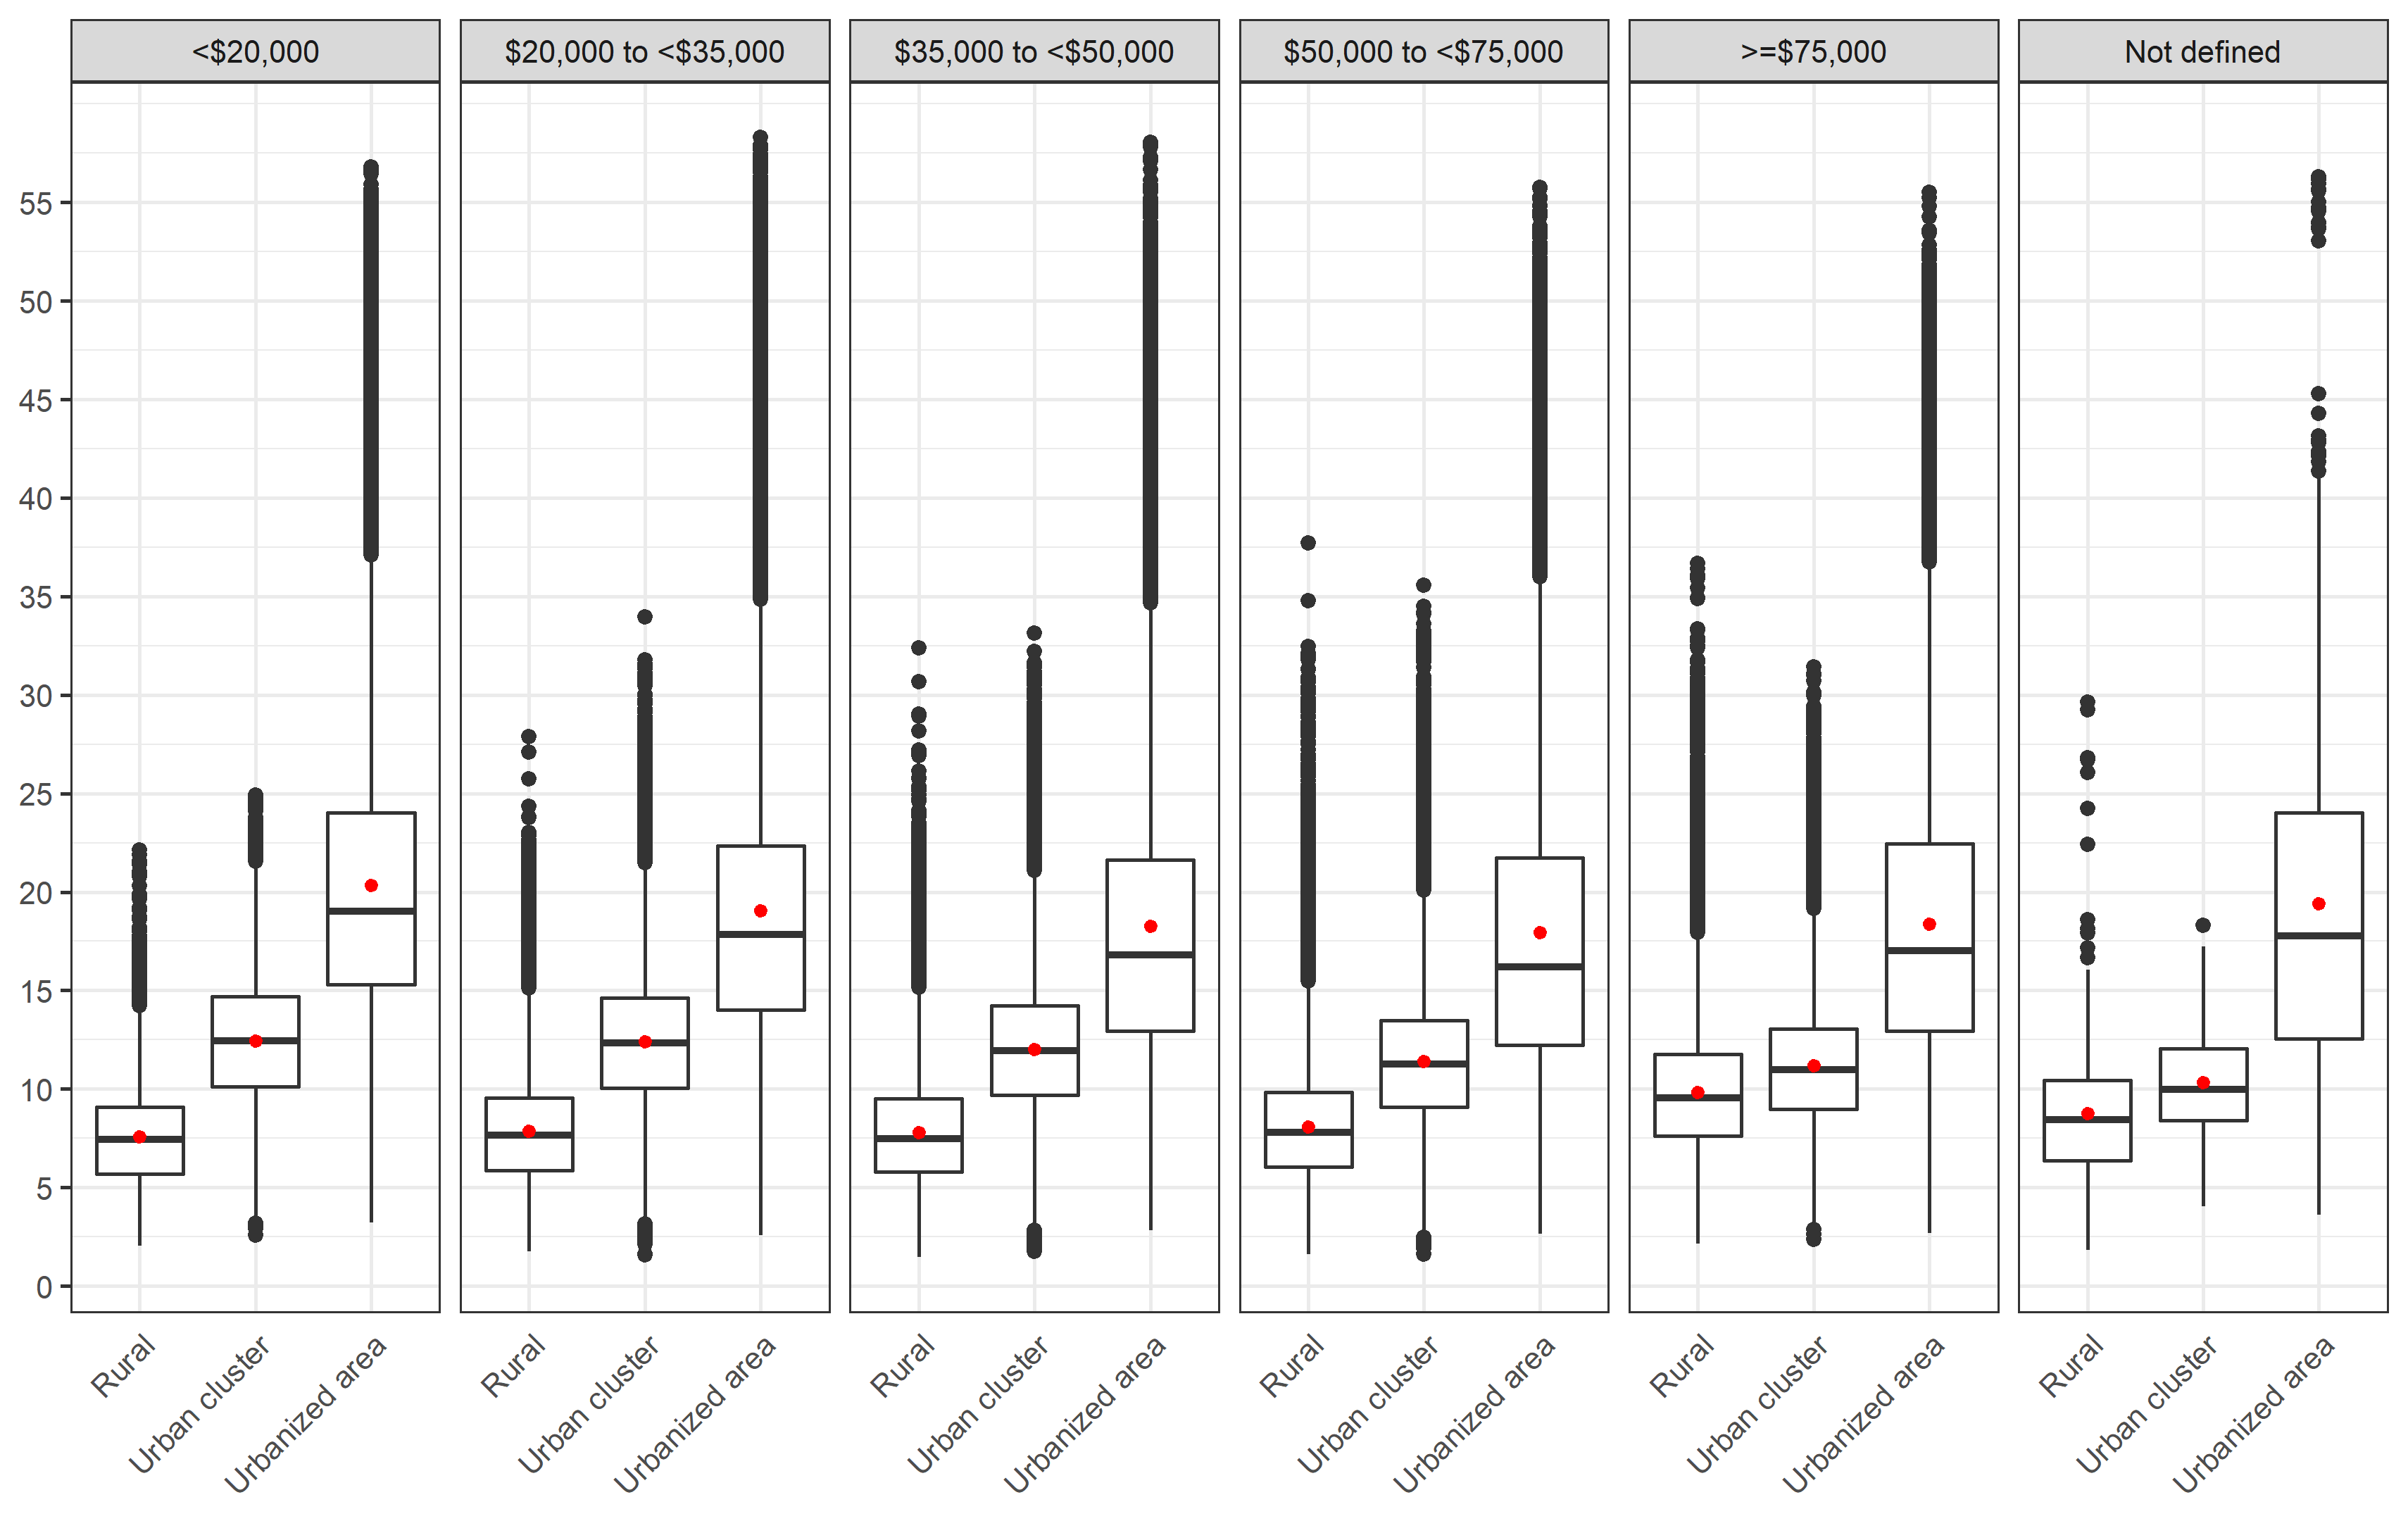 <$20,000
$20,000 to <$35,000
$35,000 to <$50,000
$50,000 to <$75,000
>=$75,000
Not defined
55
50
45
40
35
30
25
20
15
10
5
0
Rural
Urban cluster
Urbanized area
Rural
Urban cluster
Urbanized area
Rural
Urban cluster
Urbanized area
Rural
Urban cluster
Urbanized area
Rural
Urban cluster
Urbanized area
Rural
Urban cluster
Urbanized area